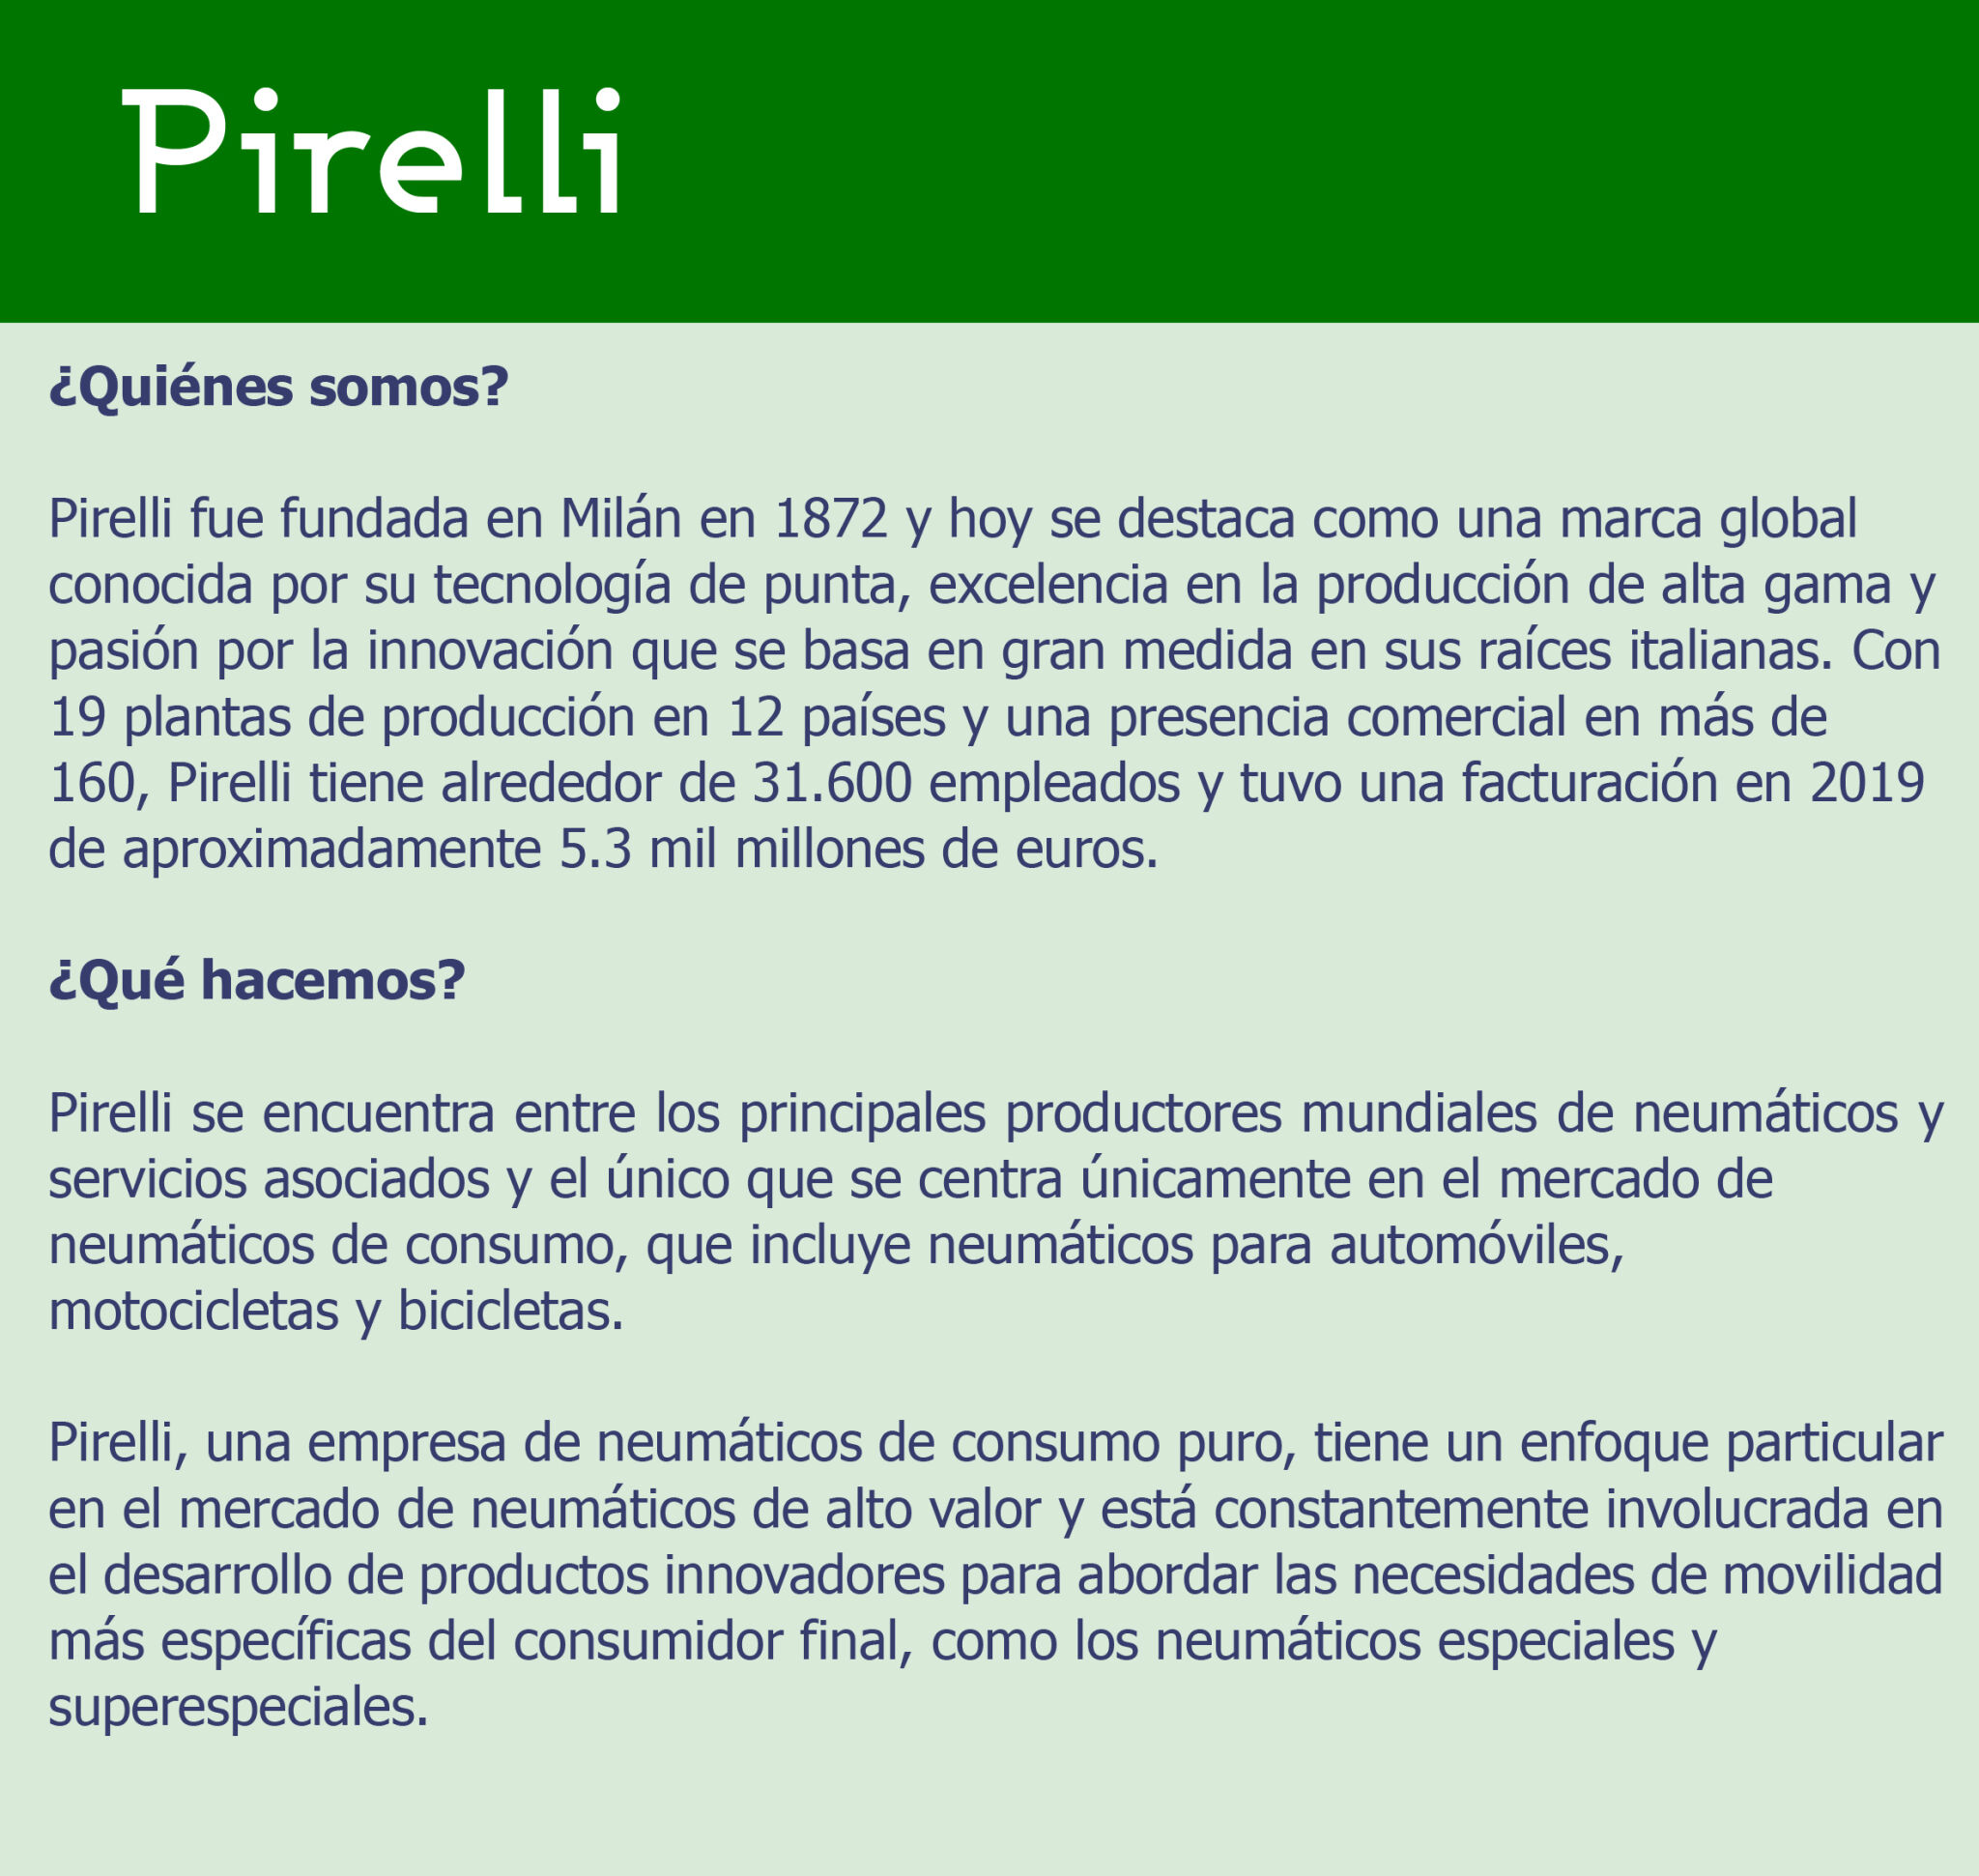 Pirelli
¿Quiénes somos?
Pirelli fue fundada en Milán en 1872 y hoy se destaca como una marca global
conocida por su tecnología de punta, excelencia en la producción de alta gama y
pasión por la innovación que se basa en gran medida en sus raíces italianas. Con
19 plantas de producción en 12 países y una presencia comercial en más de
160, Pirelli tiene alrededor de 31.600 empleados y tuvo una facturación en 2019
de aproximadamente 5.3 mil millones de euros.
¿Qué hacemos?
Pirelli se encuentra entre los principales productores mundiales de neumáticos y
servicios asociados y el único que se centra únicamente en el mercado de
neumáticos de consumo, que incluye neumáticos para automóviles,
motocicletas y bicicletas.
Pirelli, una empresa de neumáticos de consumo puro, tiene un enfoque particular
en el mercado de neumáticos de alto valor y está constantemente involucrada en
el desarrollo de productos innovadores para abordar las necesidades de movilidad
más específicas del consumidor final, como los neumáticos especiales y
superespeciales.